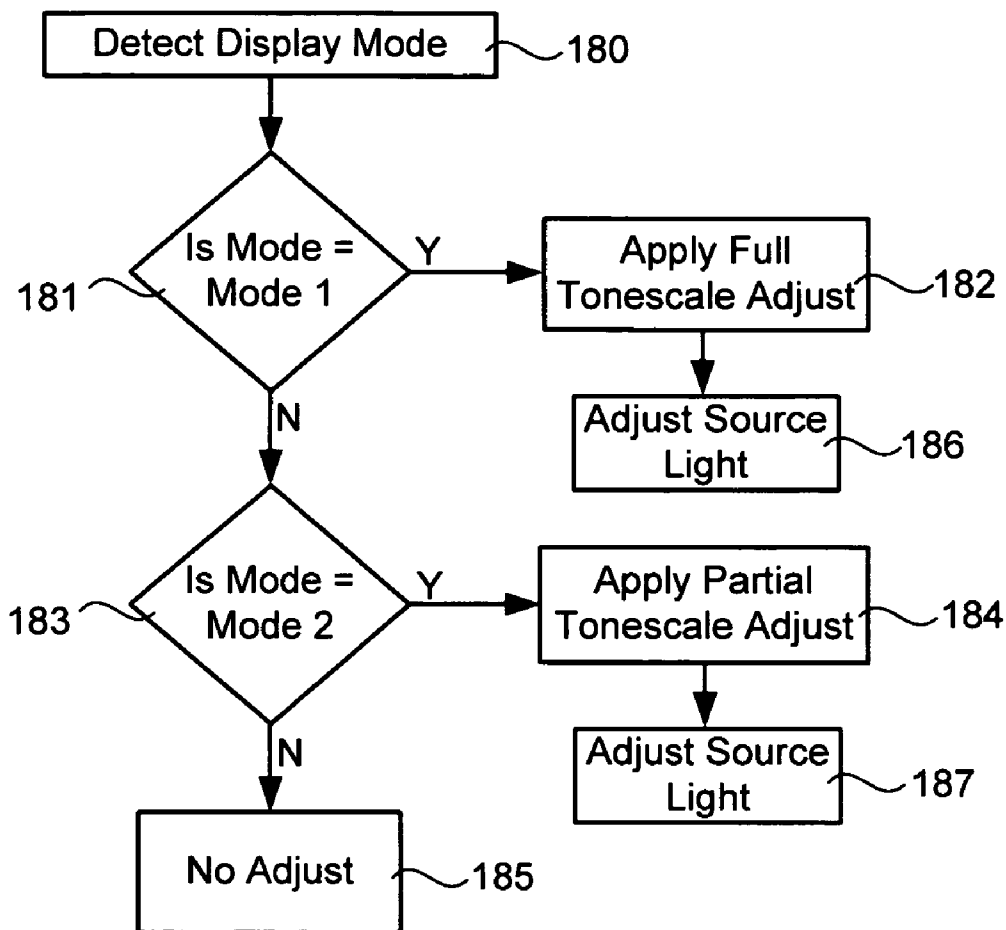 Detect Display Mode
180
Is Mode =
Mode 1
181
Y
Apply Full
Tonescale Adjust
182
Adjust Source
Light
186
N
Is Mode =
Mode 2
183
Y
Apply Partial
Tonescale Adjust
184
Adjust Source
Light
187
N
No Adjust
185